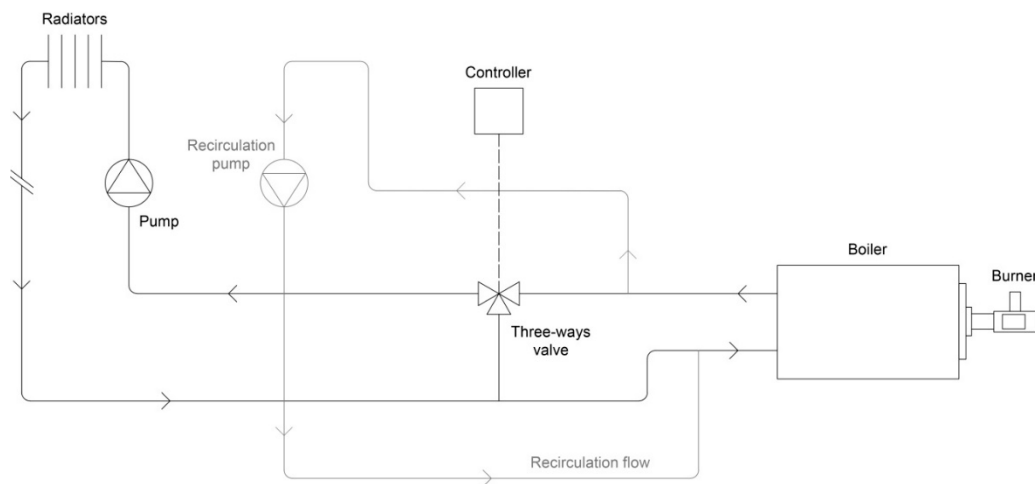 Radiators
Controller
Recirculation
pump
Pump
Boiler
Burner
Three-ways
valve
Recirculation flow